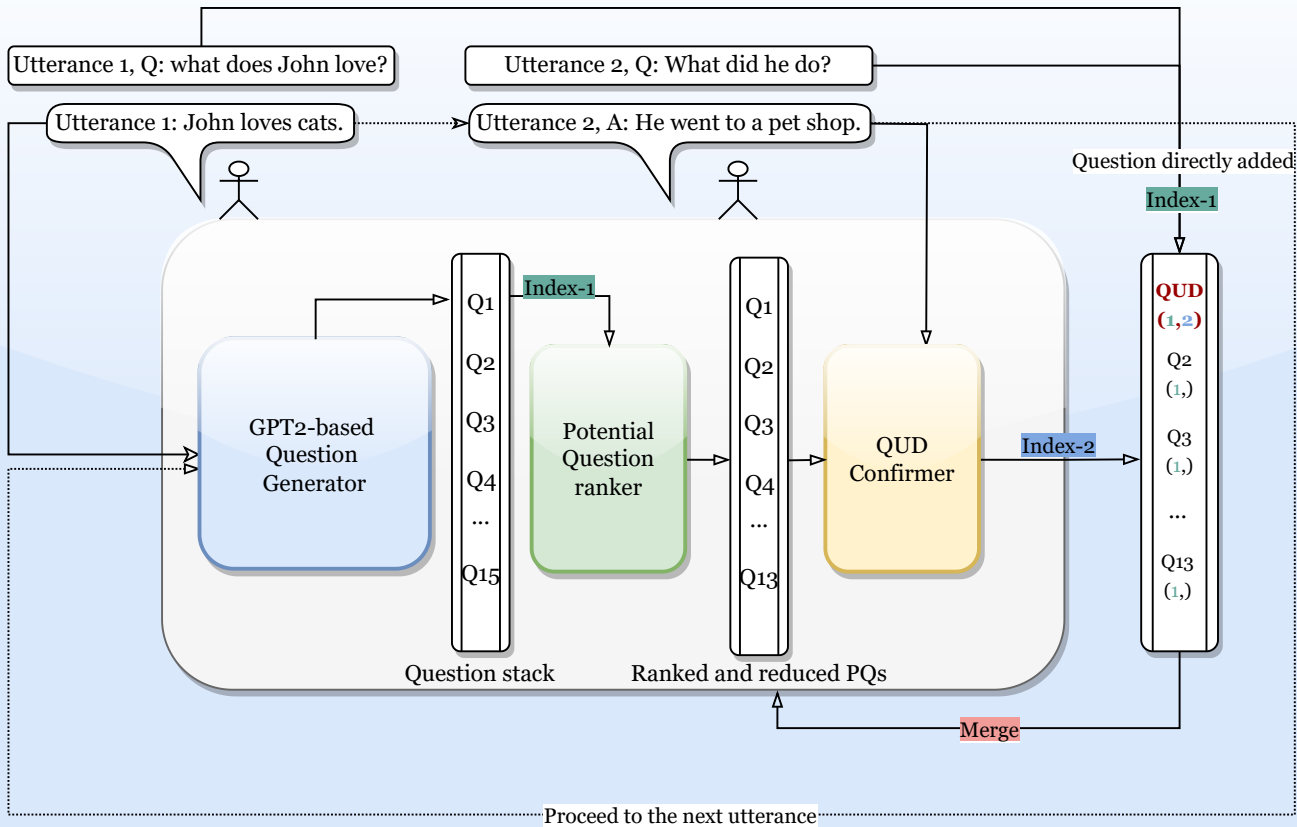 Utterance 1, Q: what does John love?
Utterance 2, Q: What did he do?
Utterance 1: John loves cats.
Utterance 2, A: He went to a pet shop.
Question directly added
Index-1
GPT2-based
Question
Generator
Q1
Q2
Q3
Q4
...
Q15
Question stack
Index-1
Potential
Question
ranker
Q1
Q2
Q3
Q4
...
Q13
Ranked and reduced PQs
QUD
Confirmer
Index-2
QUD
(1,2)
Q2
(1,)
Q3
(1,)
...
Q13
(1,)
Merge
Proceed to the next utterance